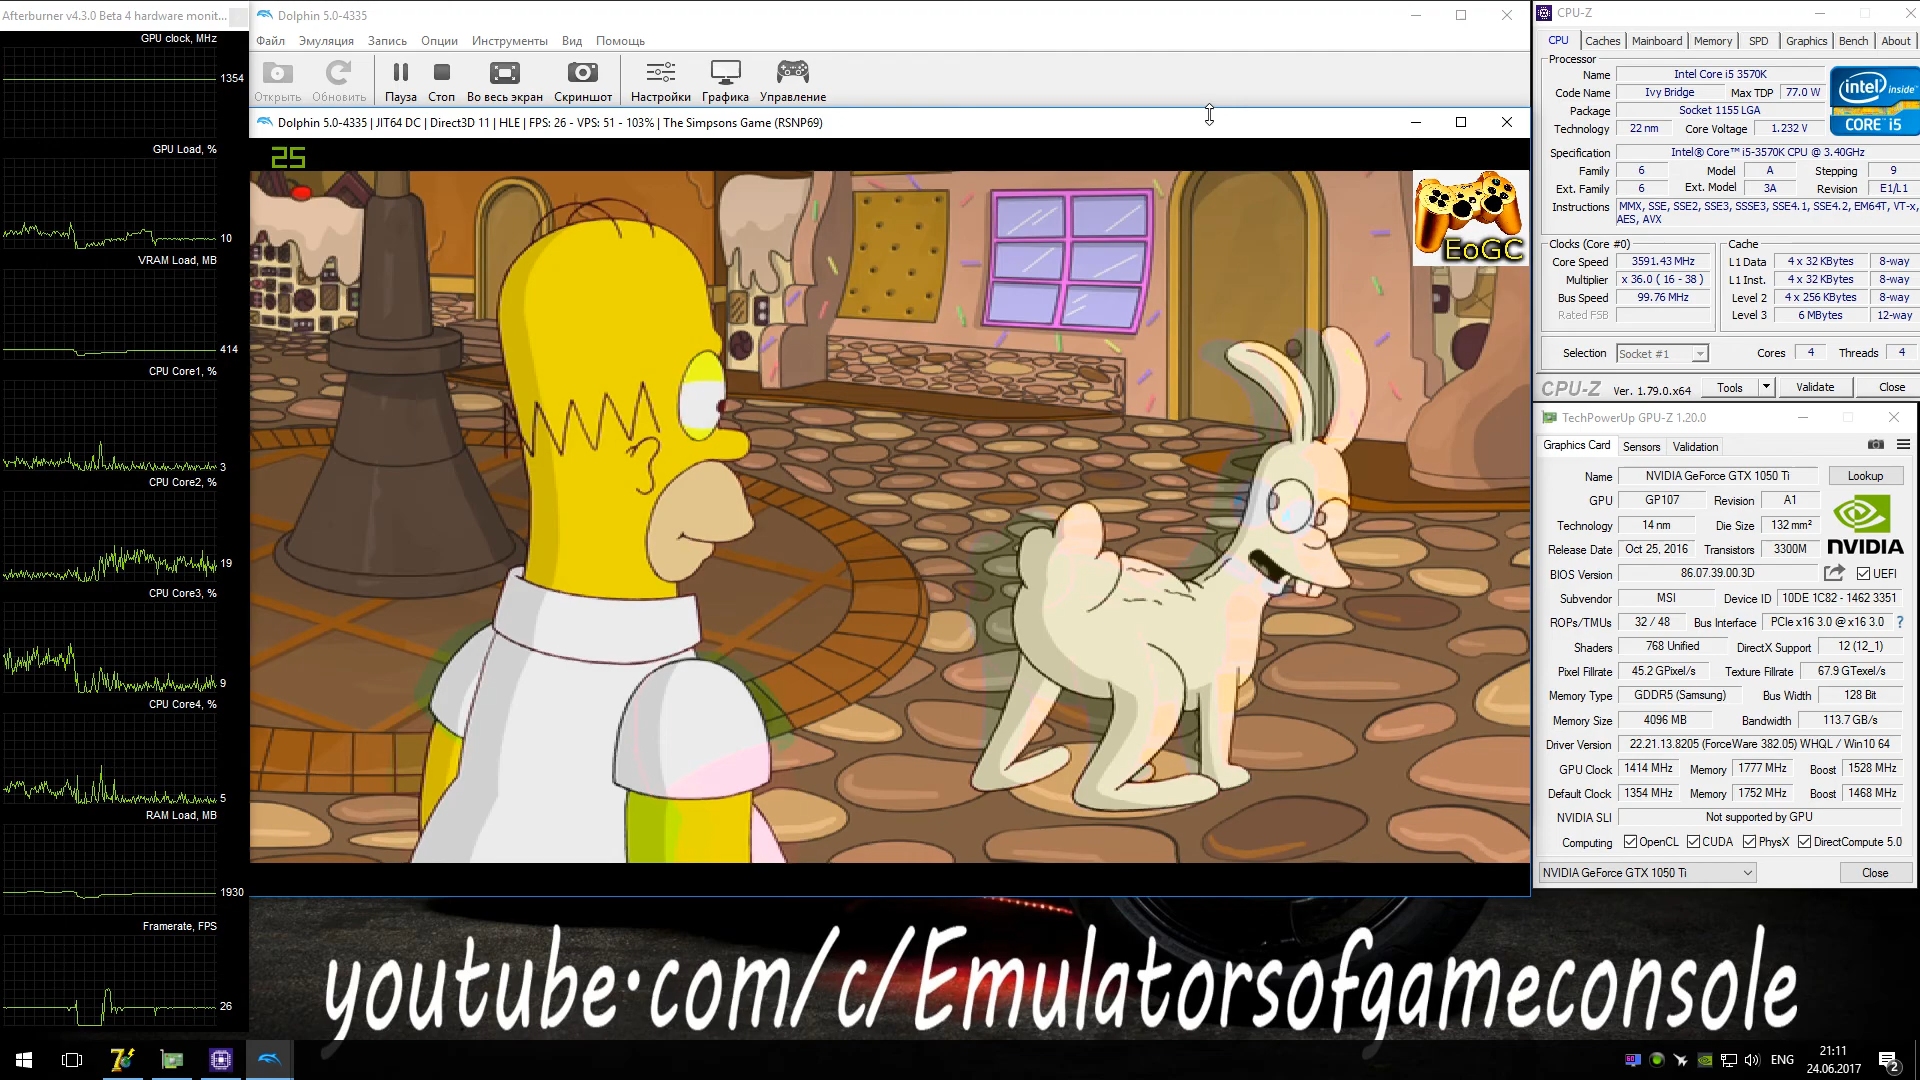 Afterburner v4.3.0 Beta 4 hardware monit...
GPU clock, MHz
1354
GPU Load, %
10
VRAM Load, MB
414
CPU Core1, %
3
CPU Core2, %
19
CPU Core3, %
9
CPU Core4, %
5
RAM Load, MB
1930
Framerate, FPS
26
Dolphin 5.0-4335
Файл Эмуляция Запись Опции Инструменты Вид Помощь
Открыть Обновить Пауза Стоп Во весь экран Скриншот Настройки Графика Управление
Dolphin 5.0-4335 | JIT64 DC | Direct3D 11 | HLE | FPS: 26 - VPS: 51 - 103% | The Simpsons Game (RSNP69)
25
EoGC
CPU-Z
CPU Caches Mainboard Memory SPD Graphics Bench About
Processor
Name Intel Core i5 3570K
Code Name Ivy Bridge Max TDP 77.0 W
Package Socket 1155 LGA
Technology 22 nm Core Voltage 1.232 V
intel inside™
CORE i5
Specification Intel® Core™ i5-3570K CPU @ 3.40GHz
Family 6 Model A Stepping 9
Ext. Family 6 Ext. Model 3A Revision E1/L1
Instructions MMX, SSE, SSE2, SSE3, SSSE3, SSE4.1, SSE4.2, EM64T, VT-x,
AES, AVX
Clocks (Core #0) Cache
Core Speed 3591.43 MHz L1 Data 4 x 32 KBytes 8-way
Multiplier x 36.0 ( 16 - 38 ) L1 Inst. 4 x 32 KBytes 8-way
Bus Speed 99.76 MHz Level 2 4 x 256 KBytes 8-way
Rated FSB Level 3 6 MBytes 12-way
Selection Socket #1 Cores 4 Threads 4
CPU-Z Ver. 1.79.0.x64 Tools Validate Close
TechPowerUp GPU-Z 1.20.0
Graphics Card Sensors Validation
Name NVIDIA GeForce GTX 1050 Ti Lookup
GPU GP107 Revision A1
Technology 14 nm Die Size 132 mm²
Release Date Oct 25, 2016 Transistors 3300M
NVIDIA
BIOS Version 86.07.39.00.3D UEFI
Subvendor MSI Device ID 10DE 1C82 - 1462 3351
ROPs/TMUs 32 / 48 Bus Interface PCIe x16 3.0 @ x16 3.0 ?
Shaders 768 Unified DirectX Support 12 (12_1)
Pixel Fillrate 45.2 GPixel/s Texture Fillrate 67.9 GTexel/s
Memory Type GDDR5 (Samsung) Bus Width 128 Bit
Memory Size 4096 MB Bandwidth 113.7 GB/s
Driver Version 22.21.13.8205 (ForceWare 382.05) WHQL / Win10 64
GPU Clock 1414 MHz Memory 1777 MHz Boost 1528 MHz
Default Clock 1354 MHz Memory 1752 MHz Boost 1468 MHz
NVIDIA SLI Not supported by GPU
Computing OpenCL CUDA PhysX DirectCompute 5.0
NVIDIA GeForce GTX 1050 Ti Close
youtube.com/c/Emulatorsofgameconsole
ENG
21:11
24.06.2017
2